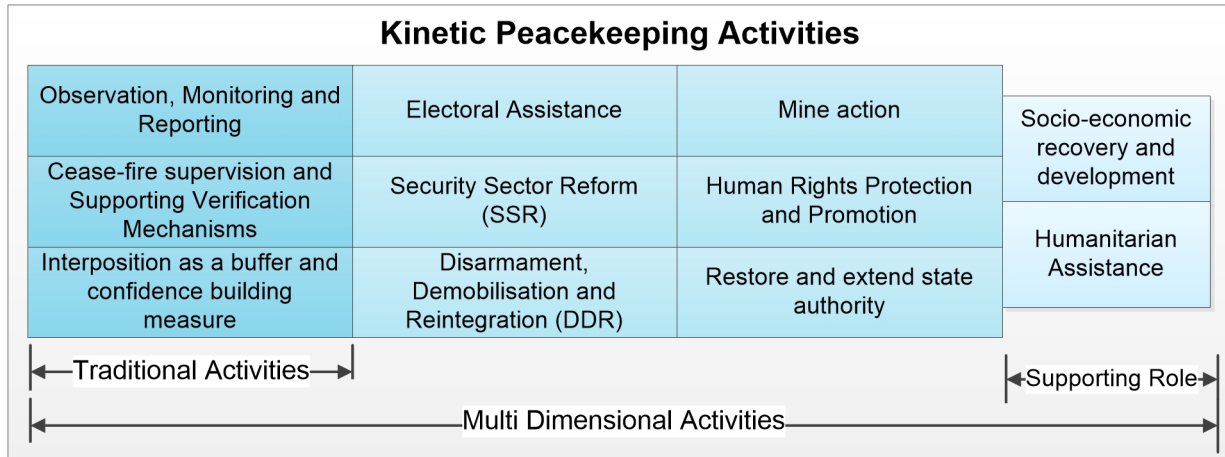 Kinetic Peacekeeping Activities
Observation, Monitoring and
Reporting
Electoral Assistance
Mine action
Socio-economic
recovery and
development
Cease-fire supervision and
Supporting Verification
Mechanisms
Security Sector Reform
(SSR)
Human Rights Protection
and Promotion
Humanitarian
Assistance
Interposition as a buffer and
confidence building
measure
Disarmament,
Demobilisation and
Reintegration (DDR)
Restore and extend state
authority
Traditional Activities
Supporting Role
Multi Dimensional Activities